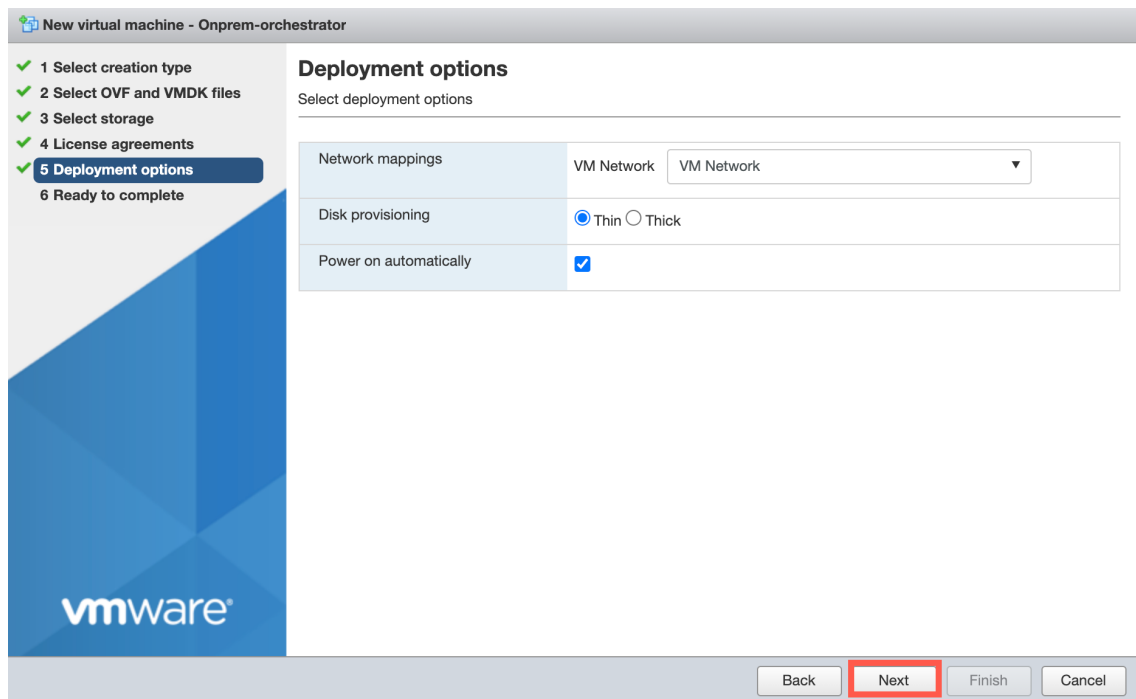 New virtual machine - Onprem-orchestrator
1 Select creation type
2 Select OVF and VMDK files
3 Select storage
4 License agreements
5 Deployment options
6 Ready to complete
Deployment options
Select deployment options
Network mappings
VM Network VM Network
Disk provisioning
Thin Thick
Power on automatically
vmware®
Back Next Finish Cancel